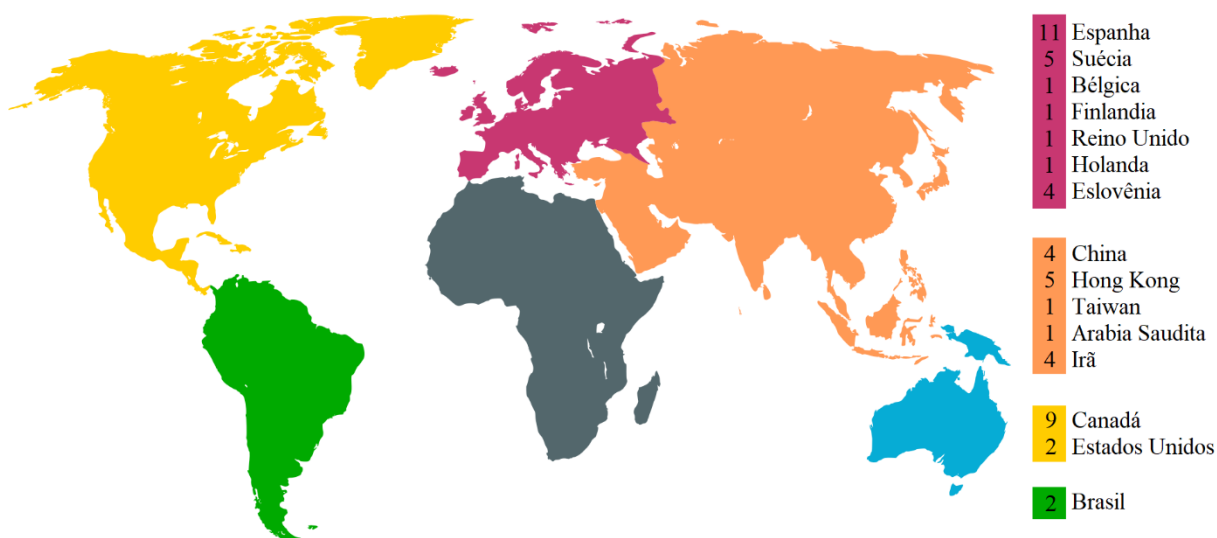 11 Espanha
5 Suécia
1 Bélgica
1 Finlandia
1 Reino Unido
1 Holanda
4 Eslovênia
4 China
5 Hong Kong
1 Taiwan
1 Arabia Saudita
4 Irã
9 Canadá
2 Estados Unidos
2 Brasil